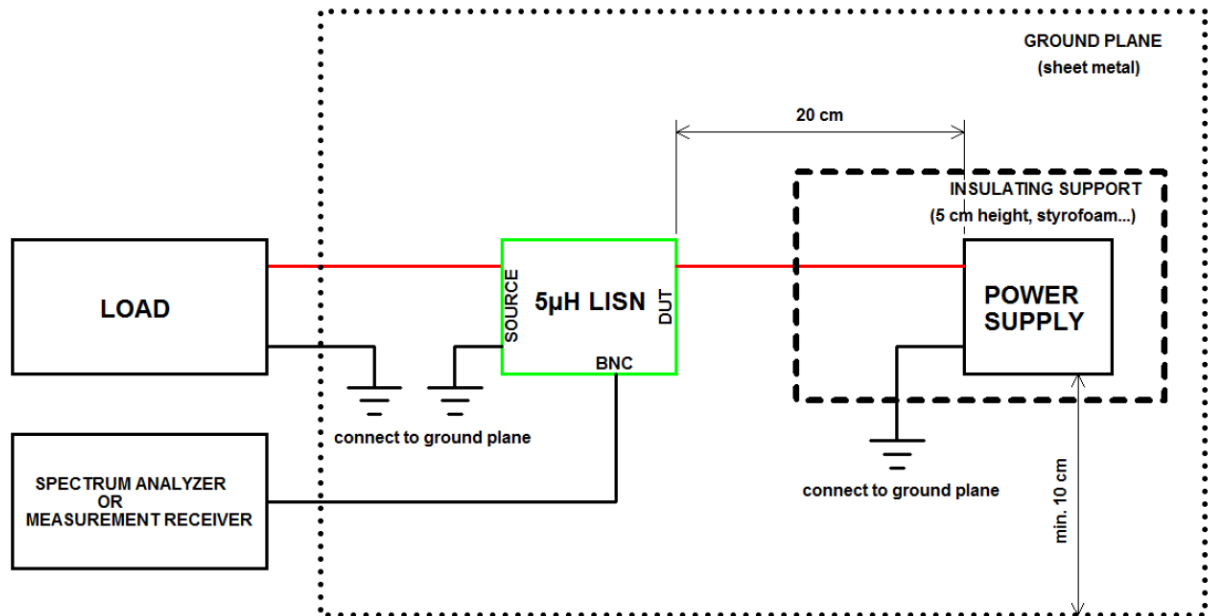 GROUND PLANE
(sheet metal)
20 cm
INSULATING SUPPORT
(5 cm height, styrofoam...)
LOAD
SOURCE
5µH LISN
DUT
BNC
POWER
SUPPLY
connect to ground plane
connect to ground plane
min. 10 cm
SPECTRUM ANALYZER
OR
MEASUREMENT RECEIVER